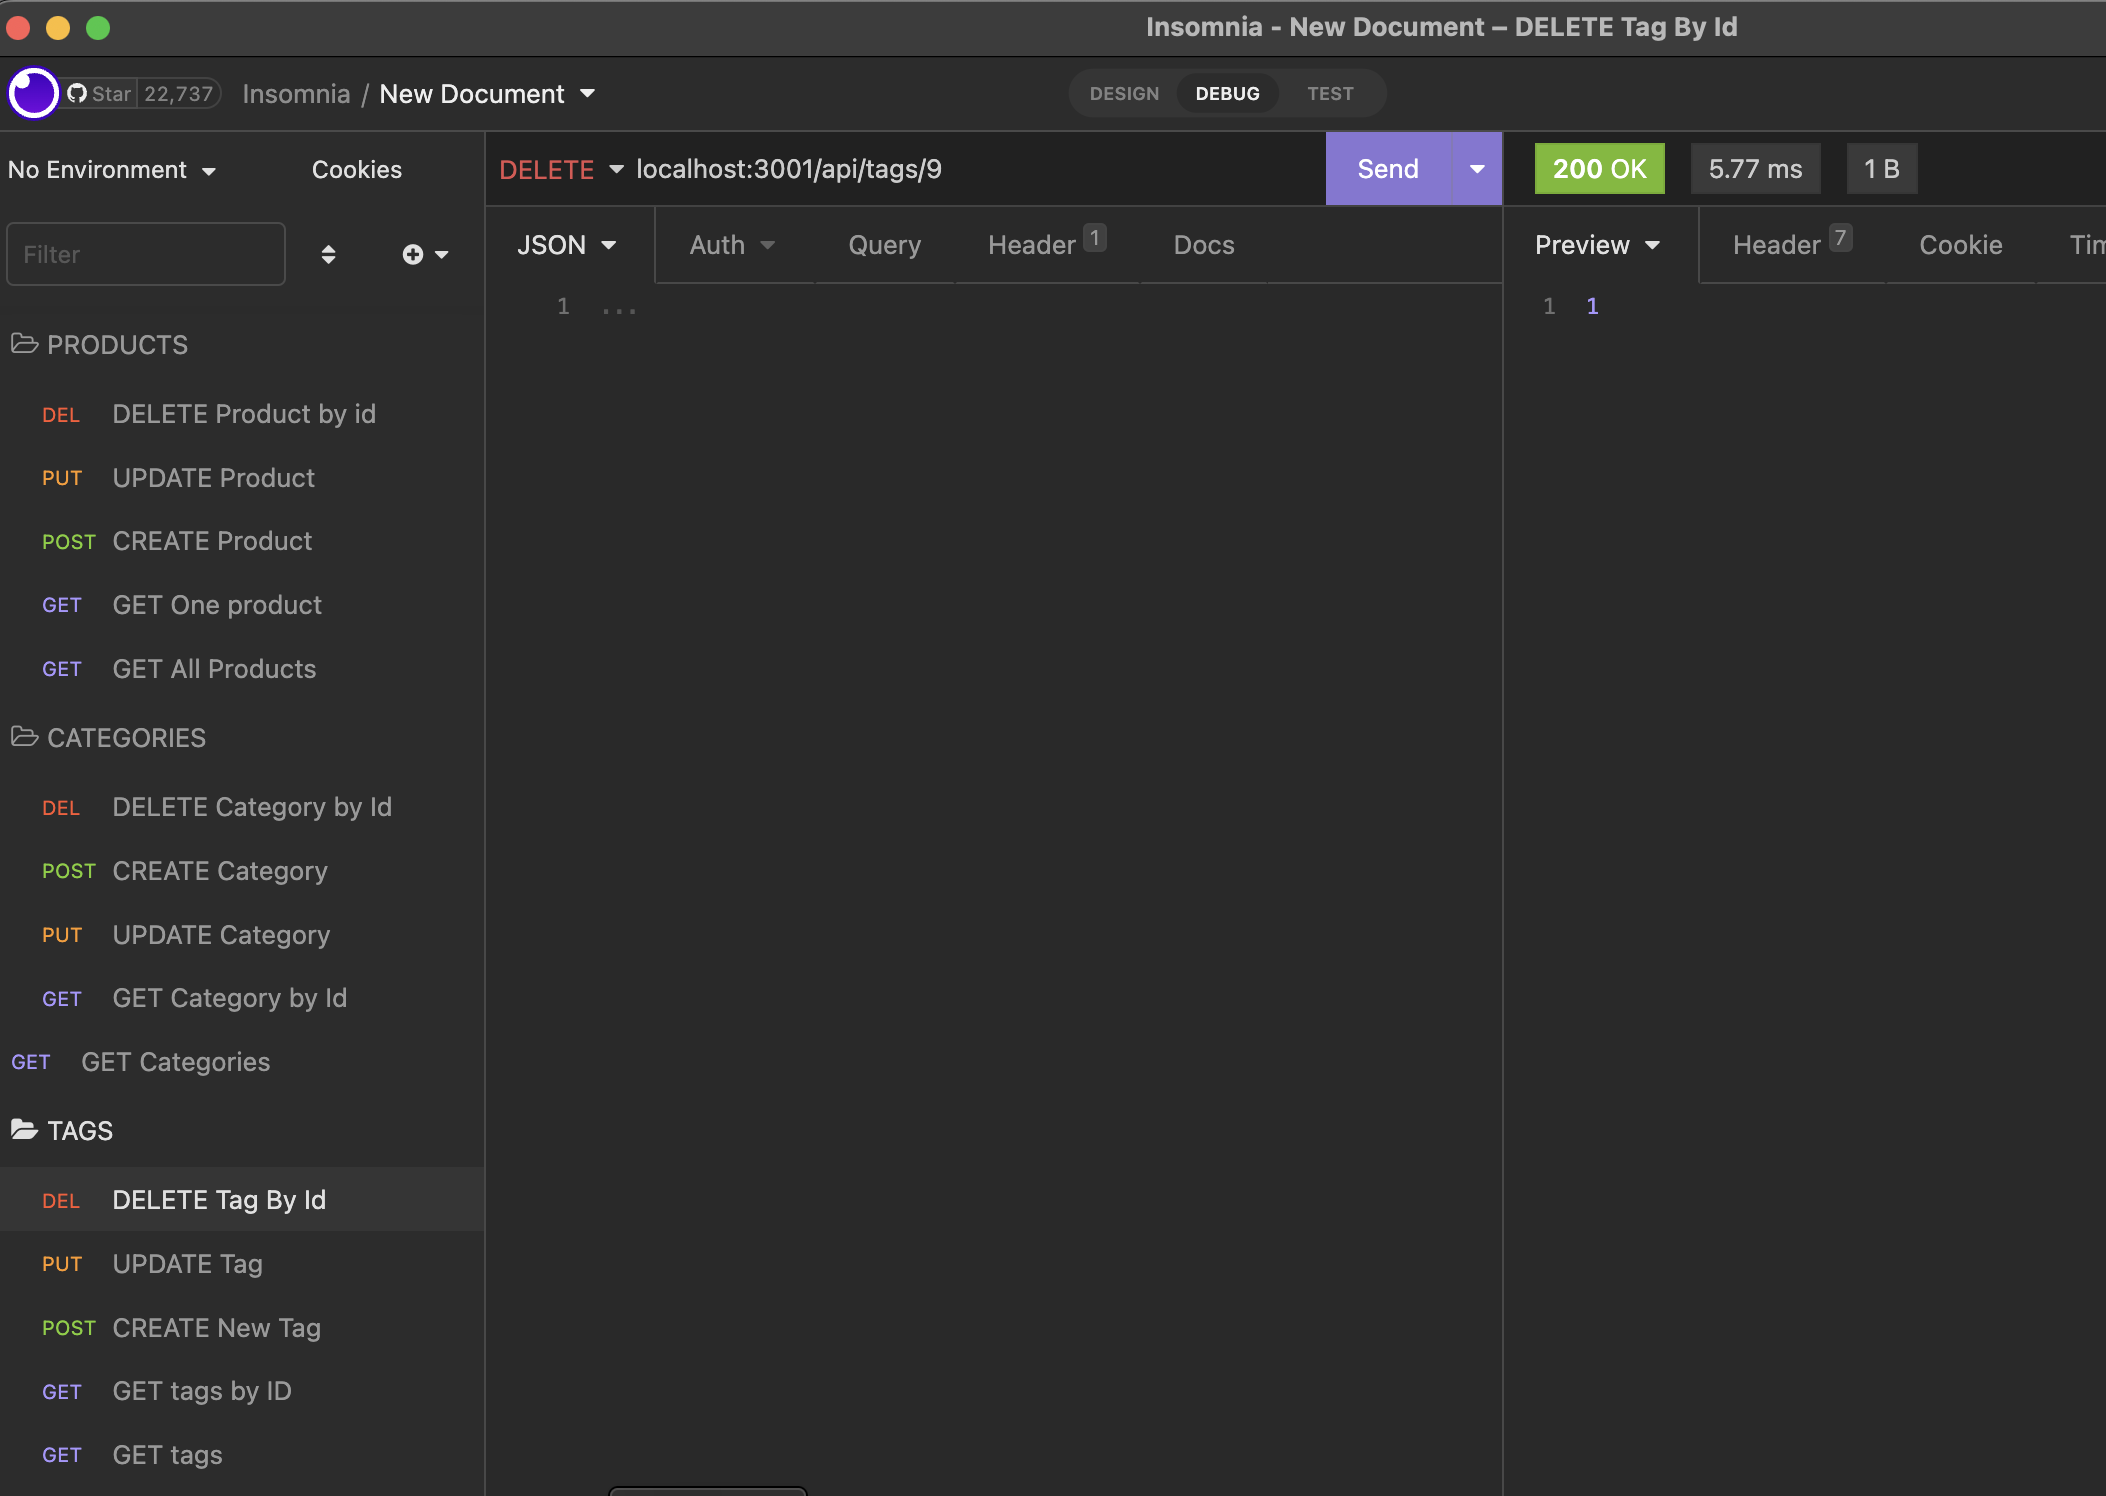 Insomnia - New Document – DELETE Tag By Id
Star 22,737 Insomnia / New Document
DESIGN DEBUG TEST
No Environment Cookies
DELETE localhost:3001/api/tags/9 Send
200 OK 5.77 ms 1 B
Filter
JSON Auth Query Header 1 Docs
Preview Header 7 Cookie Tim
1 ...
1 1
PRODUCTS
DEL DELETE Product by id
PUT UPDATE Product
POST CREATE Product
GET GET One product
GET GET All Products
CATEGORIES
DEL DELETE Category by Id
POST CREATE Category
PUT UPDATE Category
GET GET Category by Id
GET GET Categories
TAGS
DEL DELETE Tag By Id
PUT UPDATE Tag
POST CREATE New Tag
GET GET tags by ID
GET GET tags